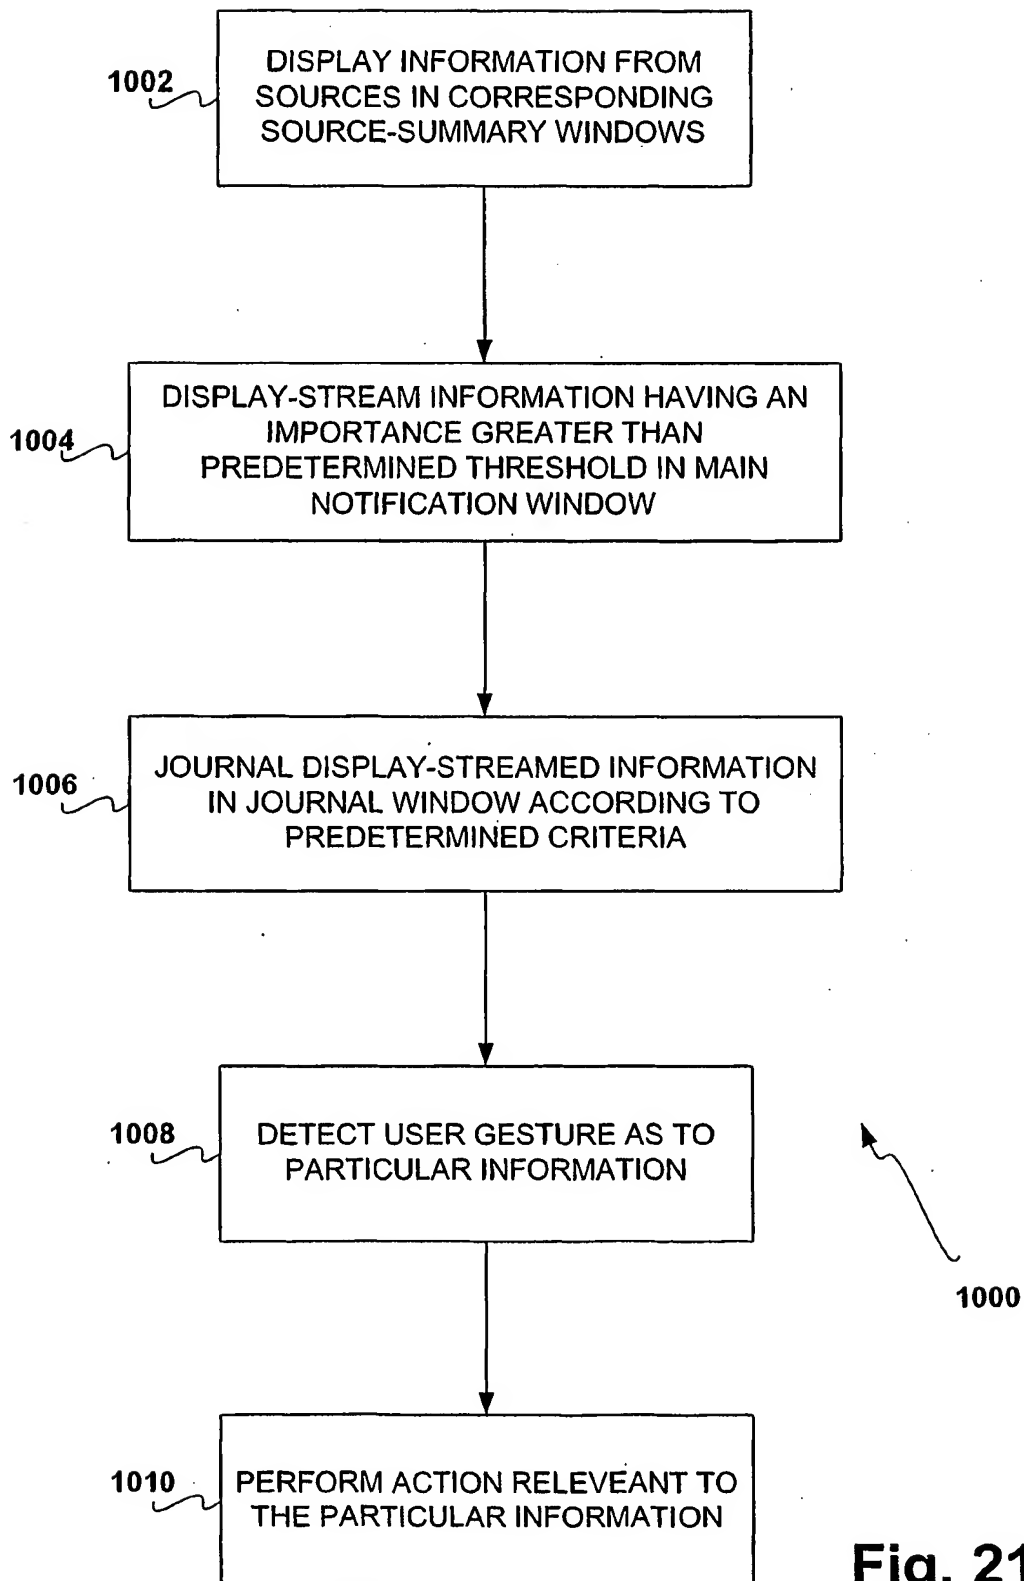 1002
DISPLAY INFORMATION FROM
SOURCES IN CORRESPONDING
SOURCE-SUMMARY WINDOWS
1004
DISPLAY-STREAM INFORMATION HAVING AN
IMPORTANCE GREATER THAN
PREDETERMINED THRESHOLD IN MAIN
NOTIFICATION WINDOW
1006
JOURNAL DISPLAY-STREAMED INFORMATION
IN JOURNAL WINDOW ACCORDING TO
PREDETERMINED CRITERIA
1008
DETECT USER GESTURE AS TO
PARTICULAR INFORMATION
1000
1010
PERFORM ACTION RELEVEANT TO
THE PARTICULAR INFORMATION
Fig. 21